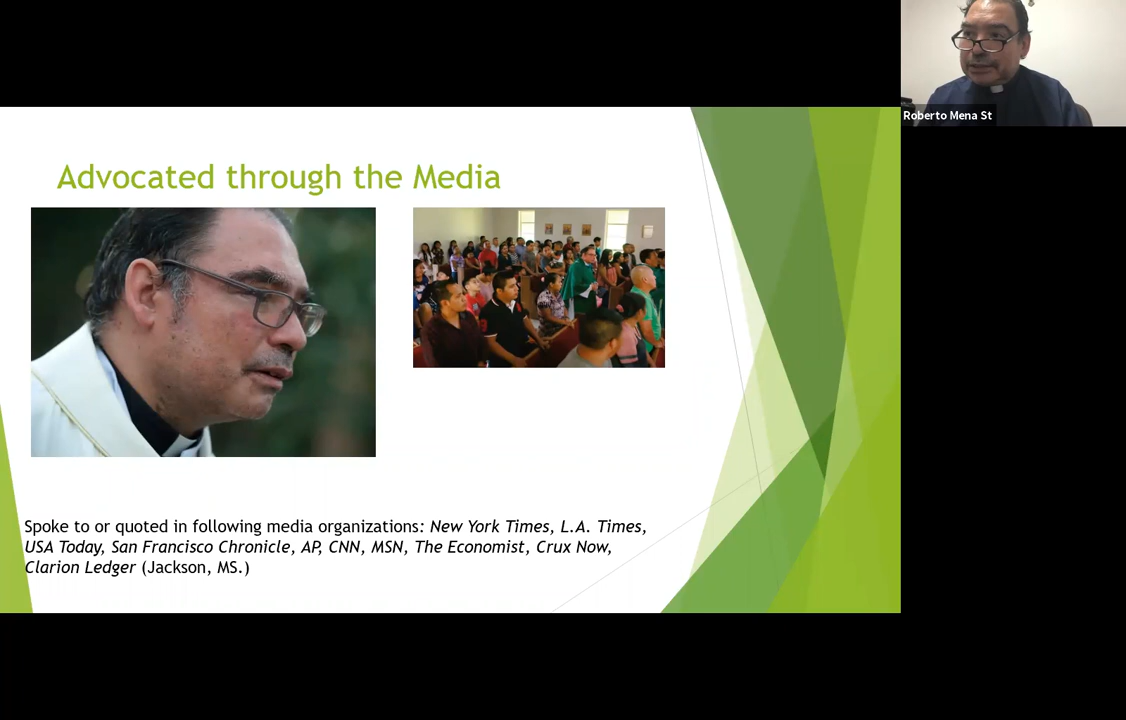 Advocated through the Media
Roberto Mena St
Spoke to or quoted in following media organizations: New York Times, L.A. Times,
USA Today, San Francisco Chronicle, AP, CNN, MSN, The Economist, Crux Now,
Clarion Ledger (Jackson, MS.)